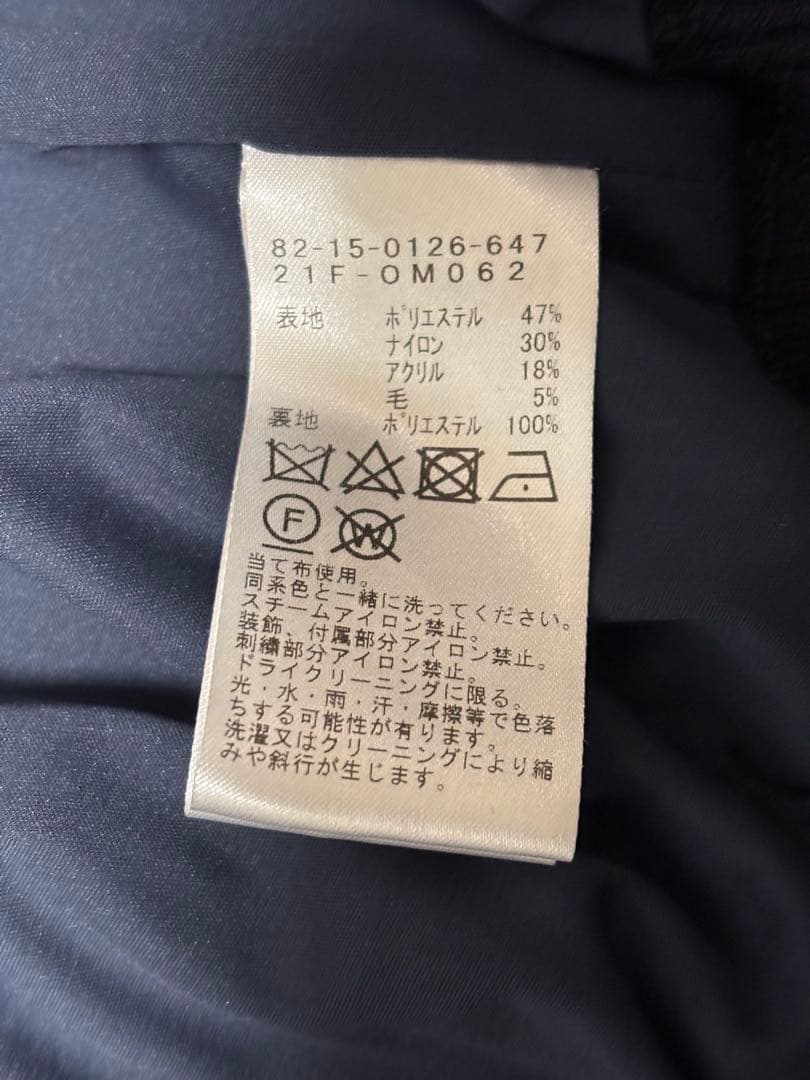 82-15-0126-647
21F-OM062
表地 ﾎﾟﾘｴｽﾃﾙ 47%
ﾅｲﾛﾝ 30%
ｱｸﾘﾙ 18%
毛 5%
裏地 ﾎﾟﾘｴｽﾃﾙ 100%
F W
当て布使用。
同系色と一緒に洗ってください。
スチームアイロン禁止。
装飾、付属部分アイロン禁止。
刺繍部分アイロン禁止。
ドライクリーニングに限る。
光・水・雨・汗・摩擦等で色落
ちする可能性が有ります。
洗濯又はクリーニングにより縮
みや斜行が生じます。